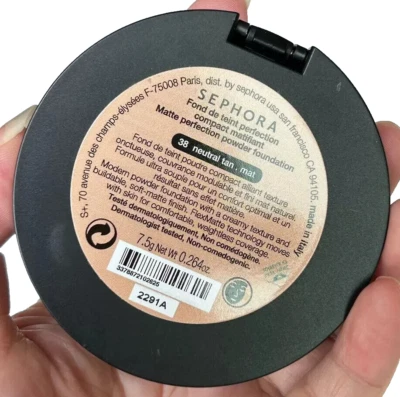 S+, 70 avenue des champs-élysées F-75008 Paris, dist. by sephora usa san francisco CA 94105, made in Italy
SEPHORA
Fond de teint perfection
compact matifiant
Matte perfection powder foundation
38 neutral tan · mat
Fond de teint poudre compact alliant texture
onctueuse, couvrance modulable et fini mat naturel.
Formule ultra souple pour un confort optimal et un
résultat sans effet matière.
Modern powder foundation with a creamy texture and
buildable, soft-matte finish. FlexMatte technology moves
with skin for comfortable, weightless coverage.
Testé dermatologiquement. Non comédogène.
Dermatologist tested, Non-comedogenic.
7.5g Net Wt 0.264oz.
3378872102625
2291A